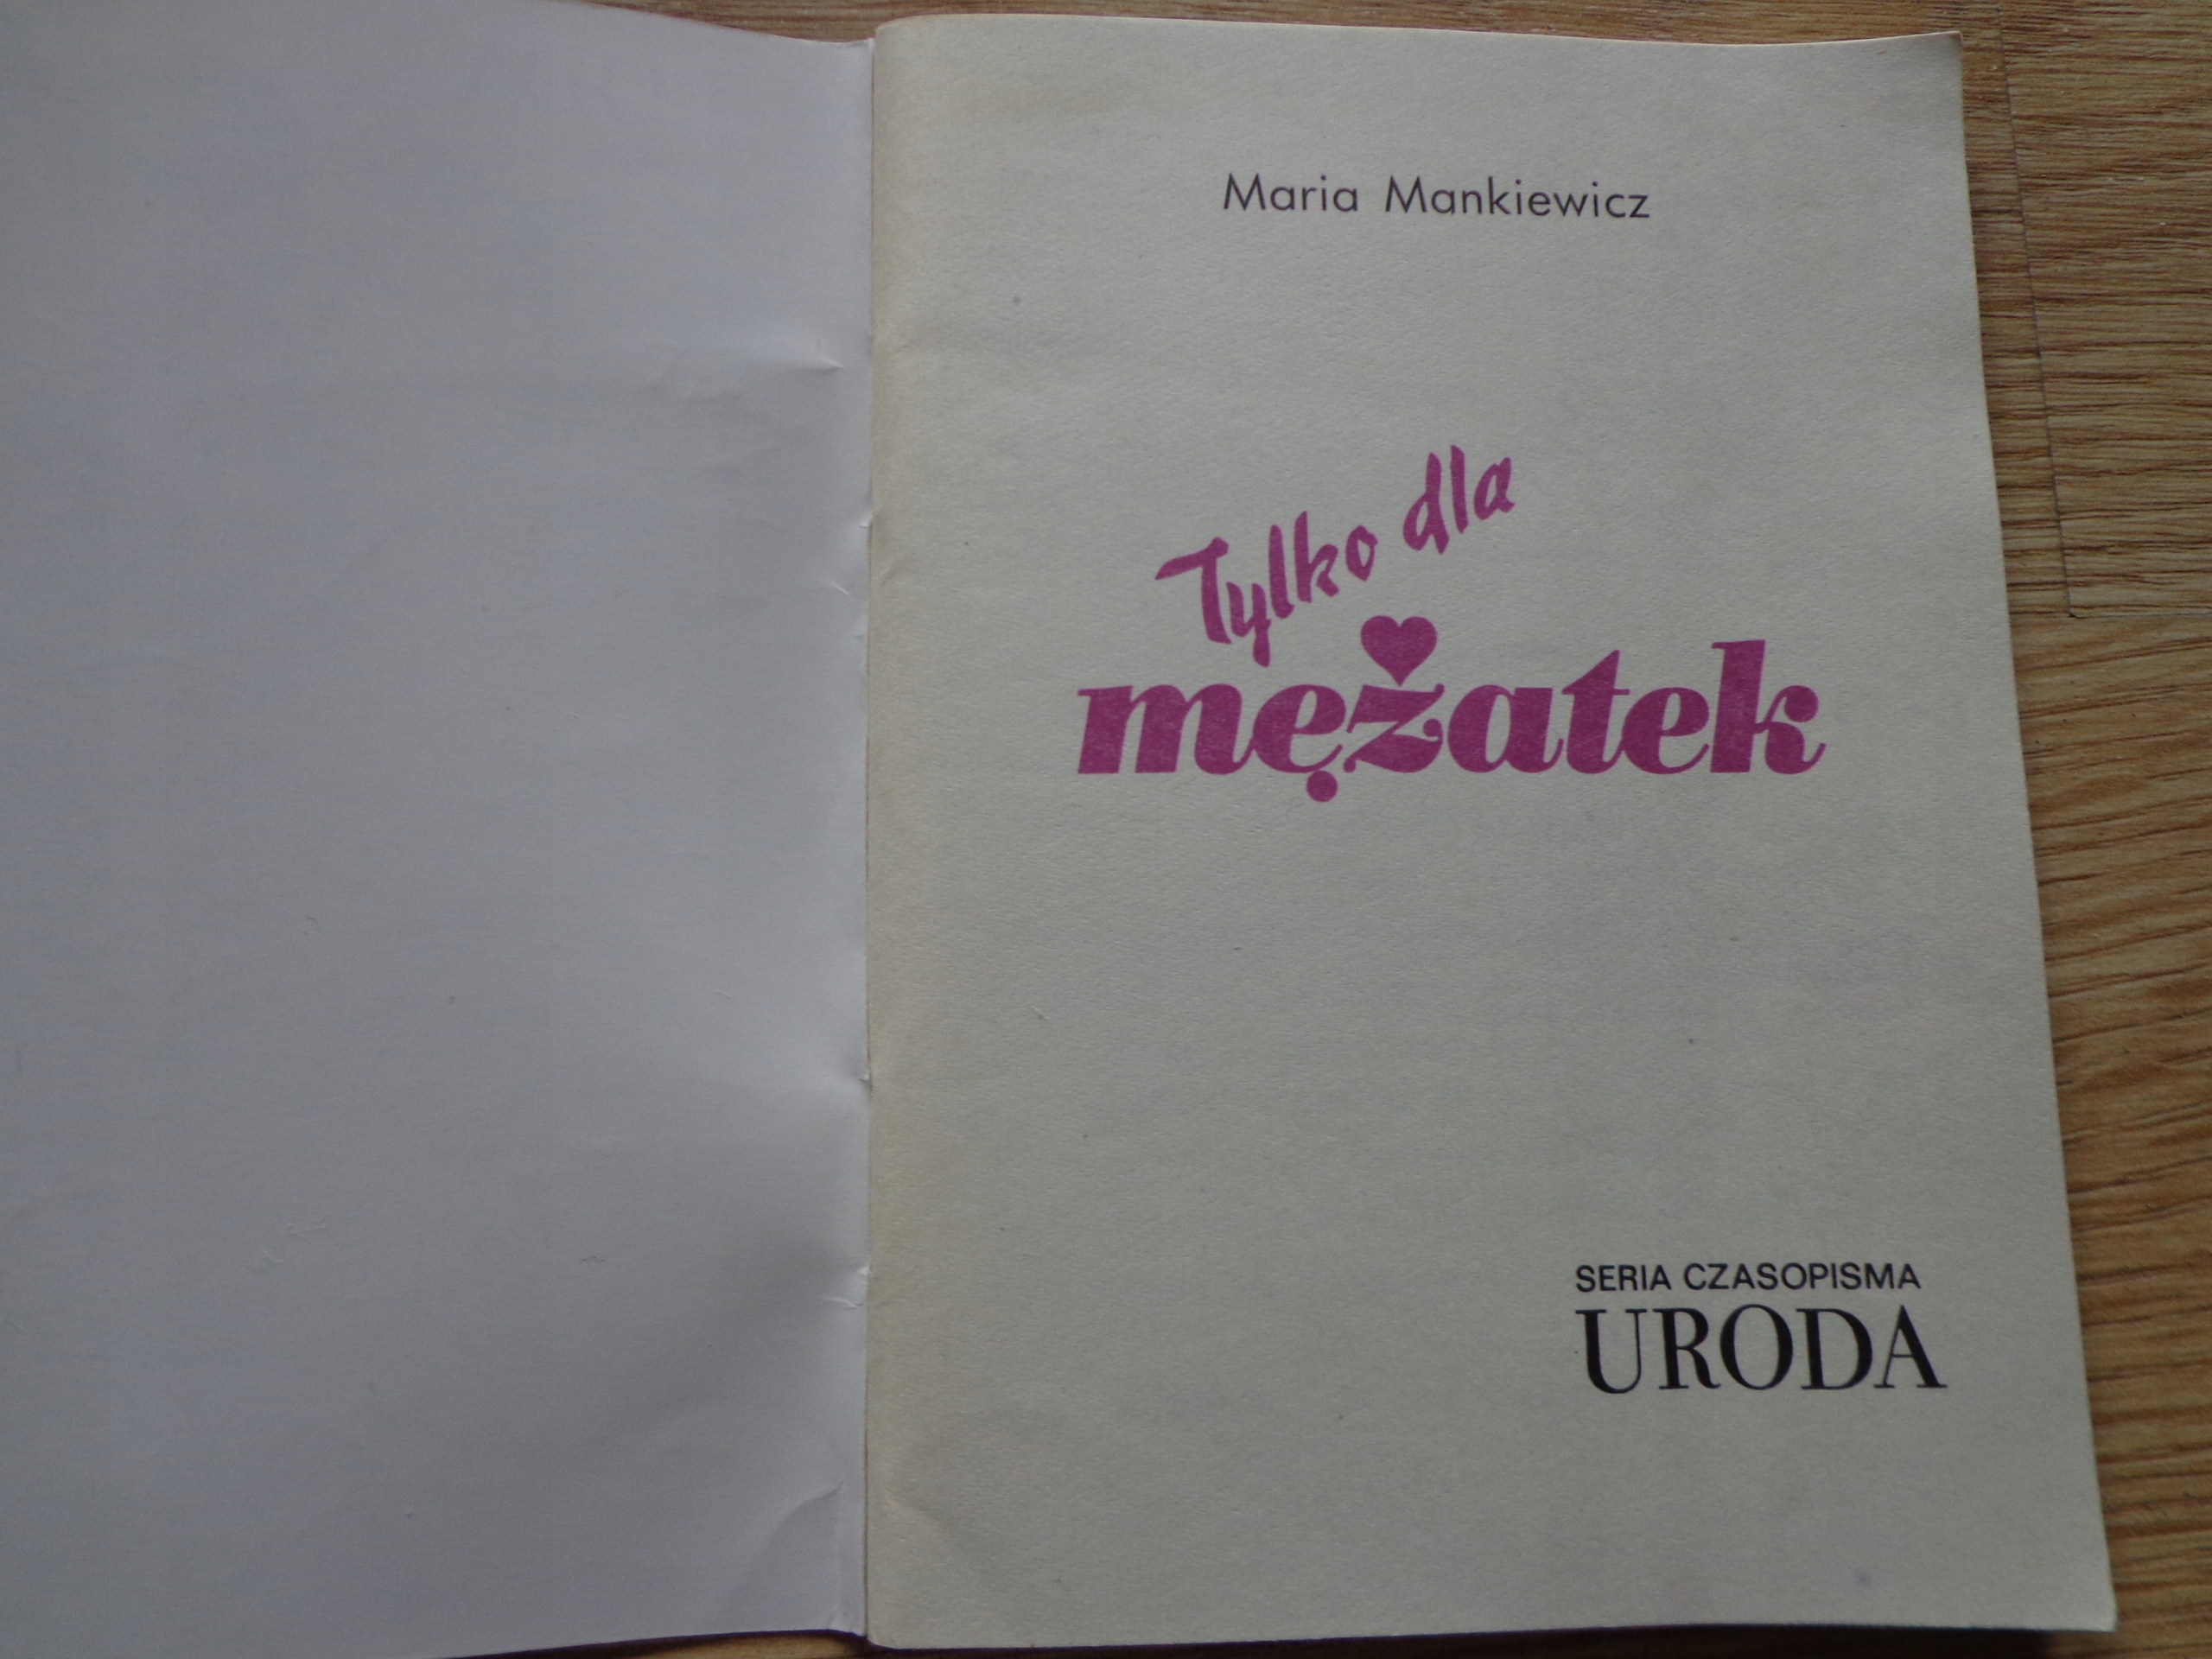 Maria Mankiewicz
Tylko dla
mężatek
SERIA CZASOPISMA
URODA